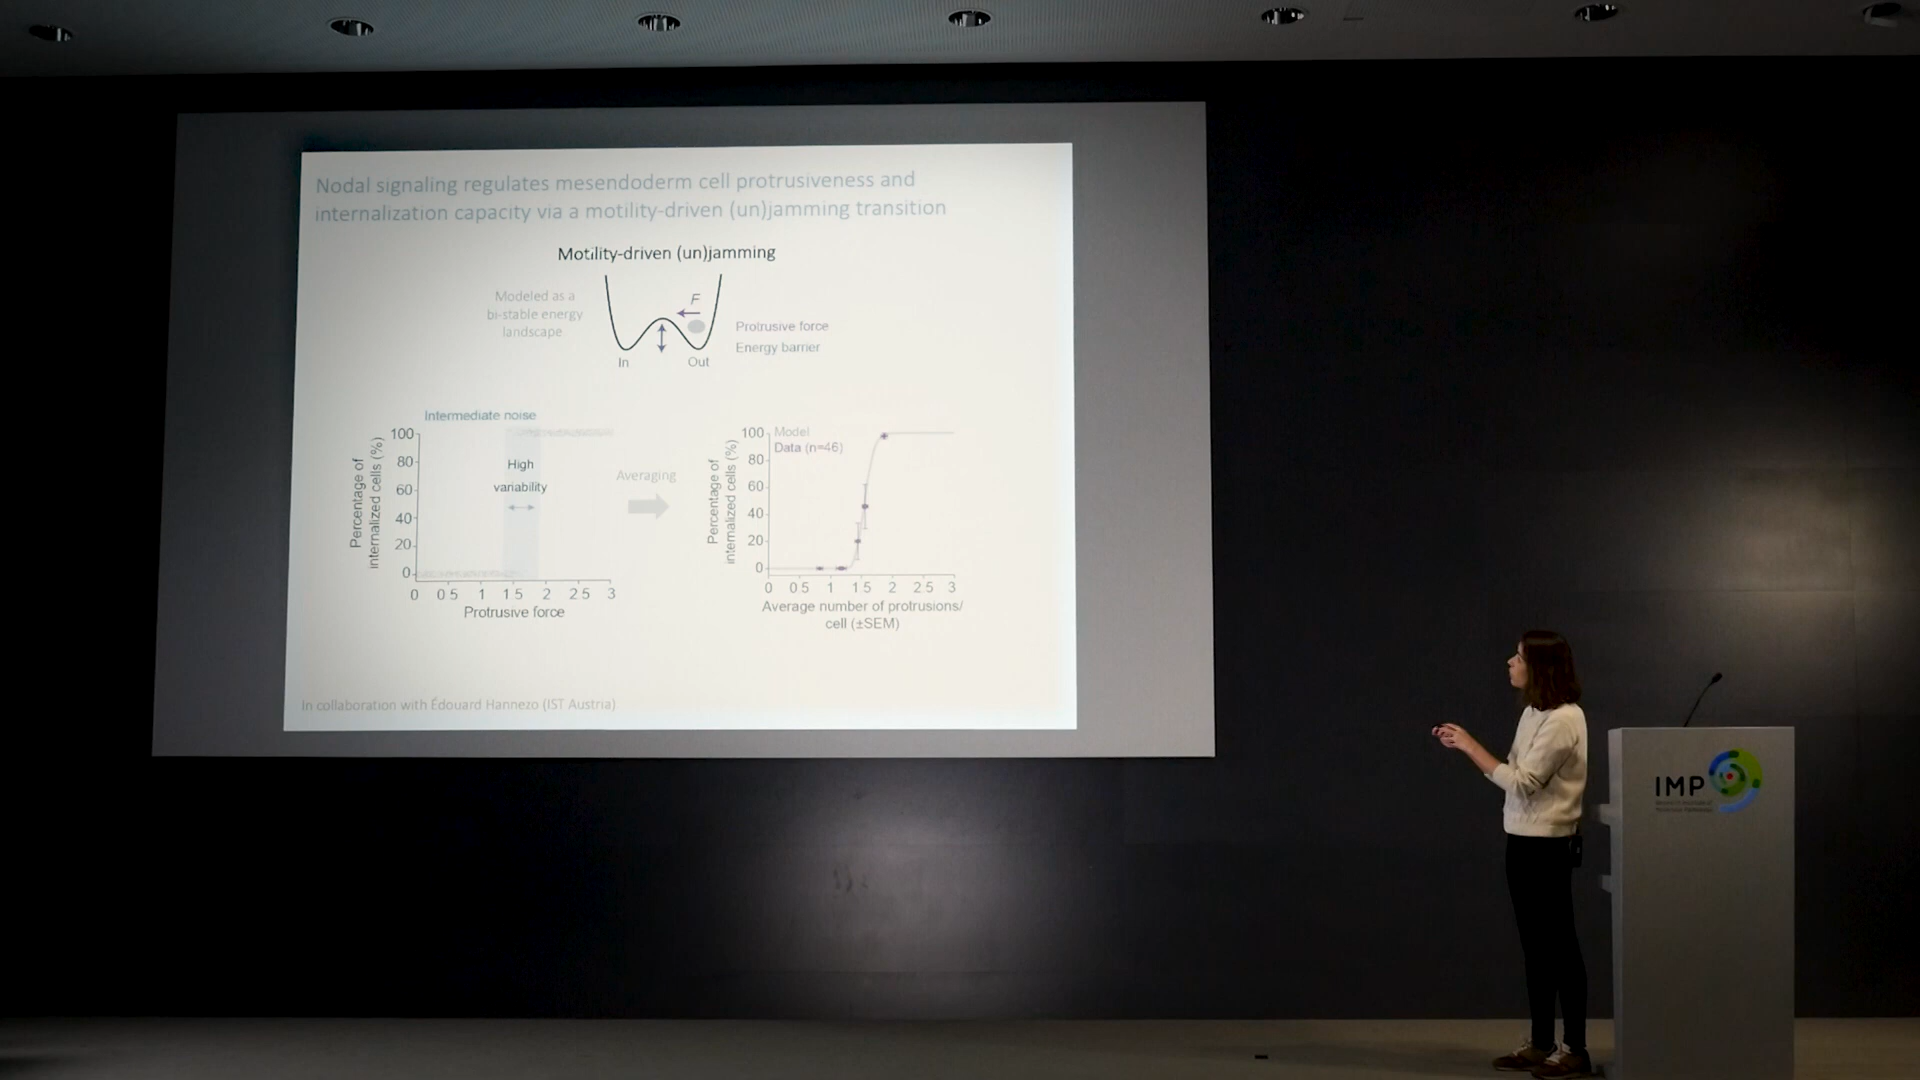 Nodal signaling regulates mesendoderm cell protrusiveness and
internalization capacity via a motility-driven (un)jamming transition
Motility-driven (un)jamming
Modeled as a
bi-stable energy
landscape
F
In
Out
Protrusive force
Energy barrier
Intermediate noise
Percentage of
internalized cells (%)
100
80
60
40
20
0
High
variability
0 0.5 1 1.5 2 2.5 3
Protrusive force
Averaging
Percentage of
internalized cells (%)
100
80
60
40
20
0
Model
Data (n=46)
0 0.5 1 1.5 2 2.5 3
Average number of protrusions/
cell (±SEM)
In collaboration with Édouard Hannezo (IST Austria)
IMP